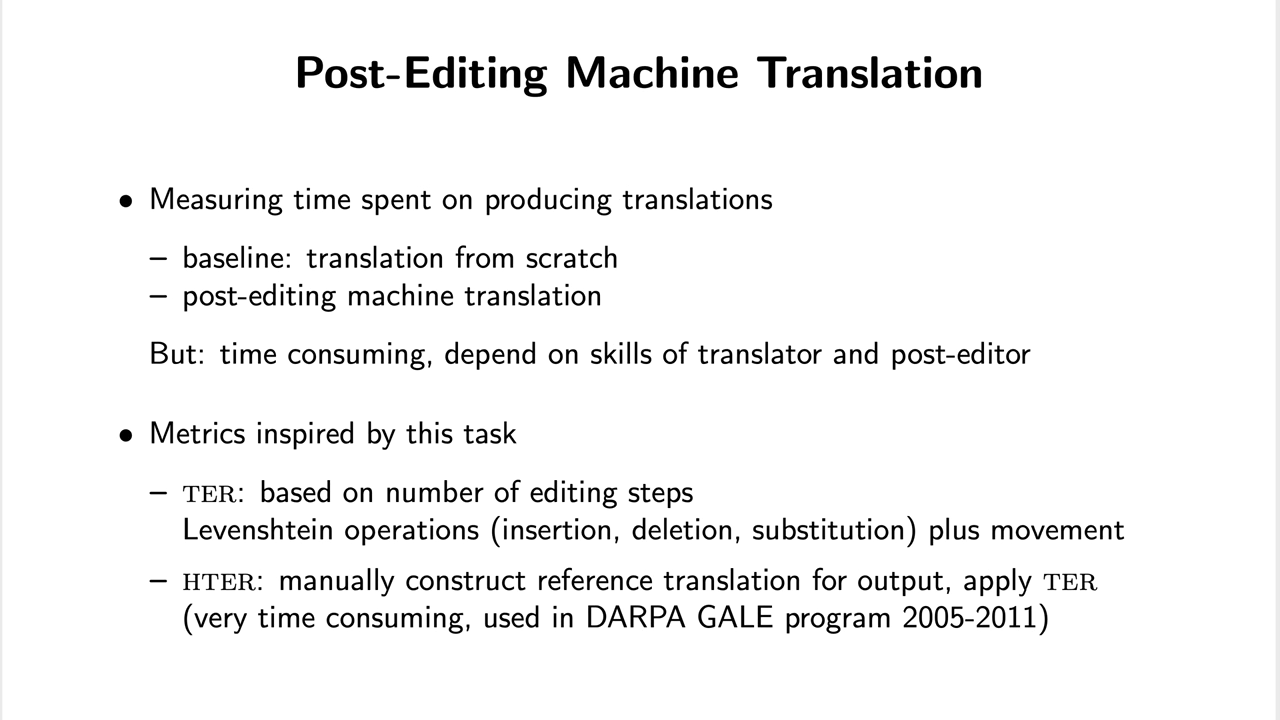 Post-Editing Machine Translation
• Measuring time spent on producing translations
– baseline: translation from scratch
– post-editing machine translation
But: time consuming, depend on skills of translator and post-editor
• Metrics inspired by this task
– TER: based on number of editing steps
Levenshtein operations (insertion, deletion, substitution) plus movement
– HTER: manually construct reference translation for output, apply TER
(very time consuming, used in DARPA GALE program 2005-2011)